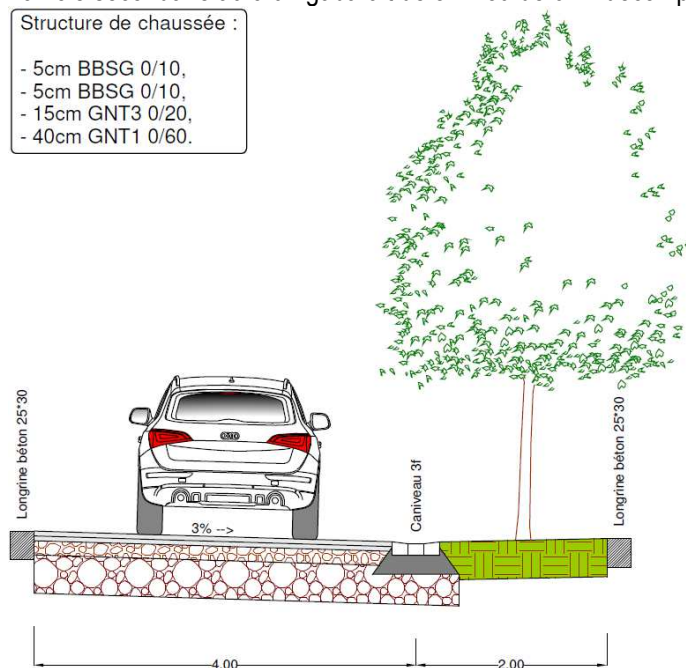 Structure de chaussée :
- 5cm BBSG 0/10,
- 5cm BBSG 0/10,
- 15cm GNT3 0/20,
- 40cm GNT1 0/60.
Longrine béton 25*30
Caniveau 3f
Longrine béton 25*30
3% -->
4.00
2.00